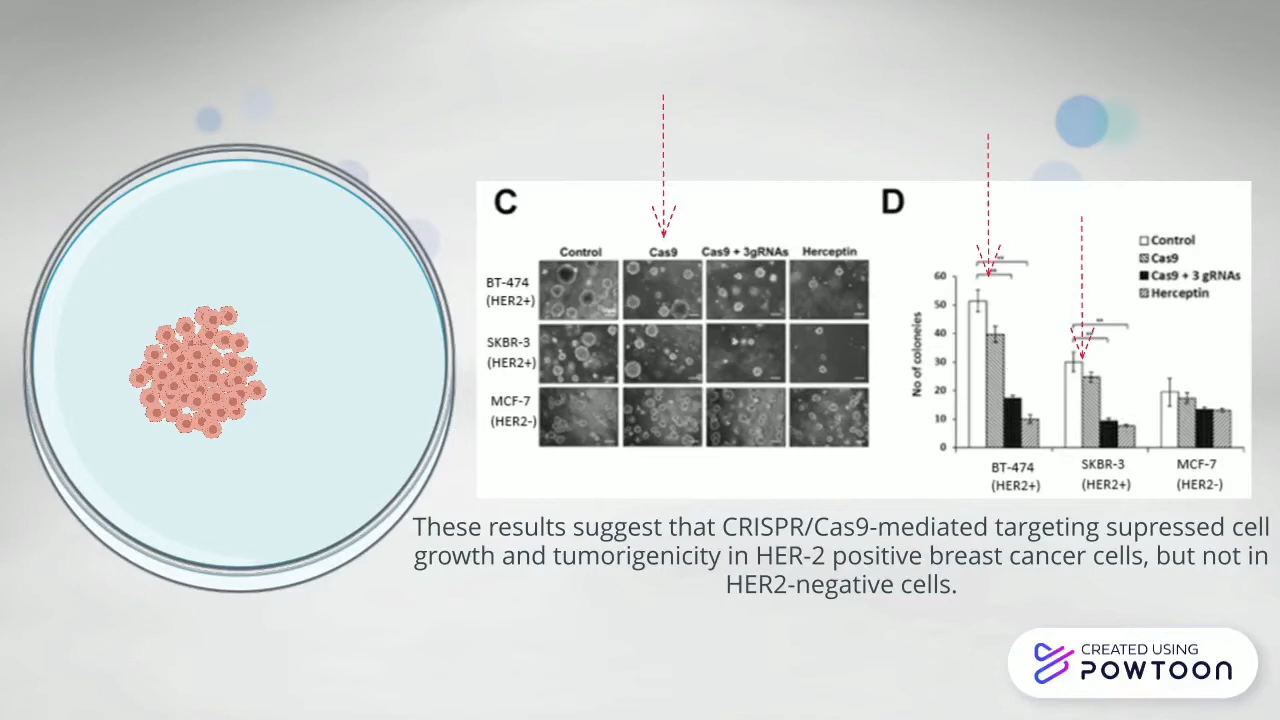 C
Control Cas9 Cas9 + 3gRNAs Herceptin
BT-474
(HER2+)
SKBR-3
(HER2+)
MCF-7
(HER2-)
D
Control
Cas9
Cas9 + 3 gRNAs
Herceptin
No of coloneies
60
50
40
30
20
10
0
**
**
**
**
BT-474
(HER2+)
SKBR-3
(HER2+)
MCF-7
(HER2-)
These results suggest that CRISPR/Cas9-mediated targeting supressed cell
growth and tumorigenicity in HER-2 positive breast cancer cells, but not in
HER2-negative cells.
CREATED USING
POWTOON